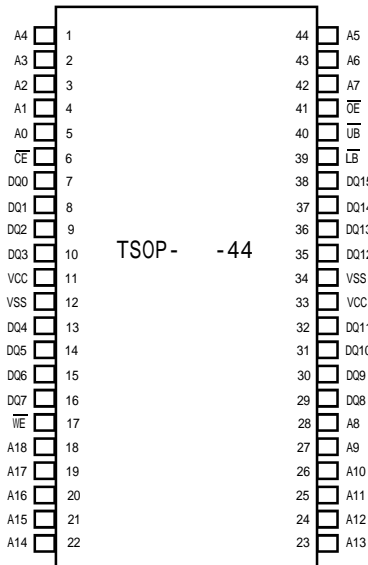 A4 1 44 A5
A3 2 43 A6
A2 3 42 A7
A1 4 41 OE
A0 5 40 UB
CE 6 39 LB
DQ0 7 38 DQ15
DQ1 8 37 DQ14
DQ2 9 36 DQ13
DQ3 10 TSOP- -44 35 DQ12
VCC 11 34 VSS
VSS 12 33 VCC
DQ4 13 32 DQ11
DQ5 14 31 DQ10
DQ6 15 30 DQ9
DQ7 16 29 DQ8
WE 17 28 A8
A18 18 27 A9
A17 19 26 A10
A16 20 25 A11
A15 21 24 A12
A14 22 23 A13